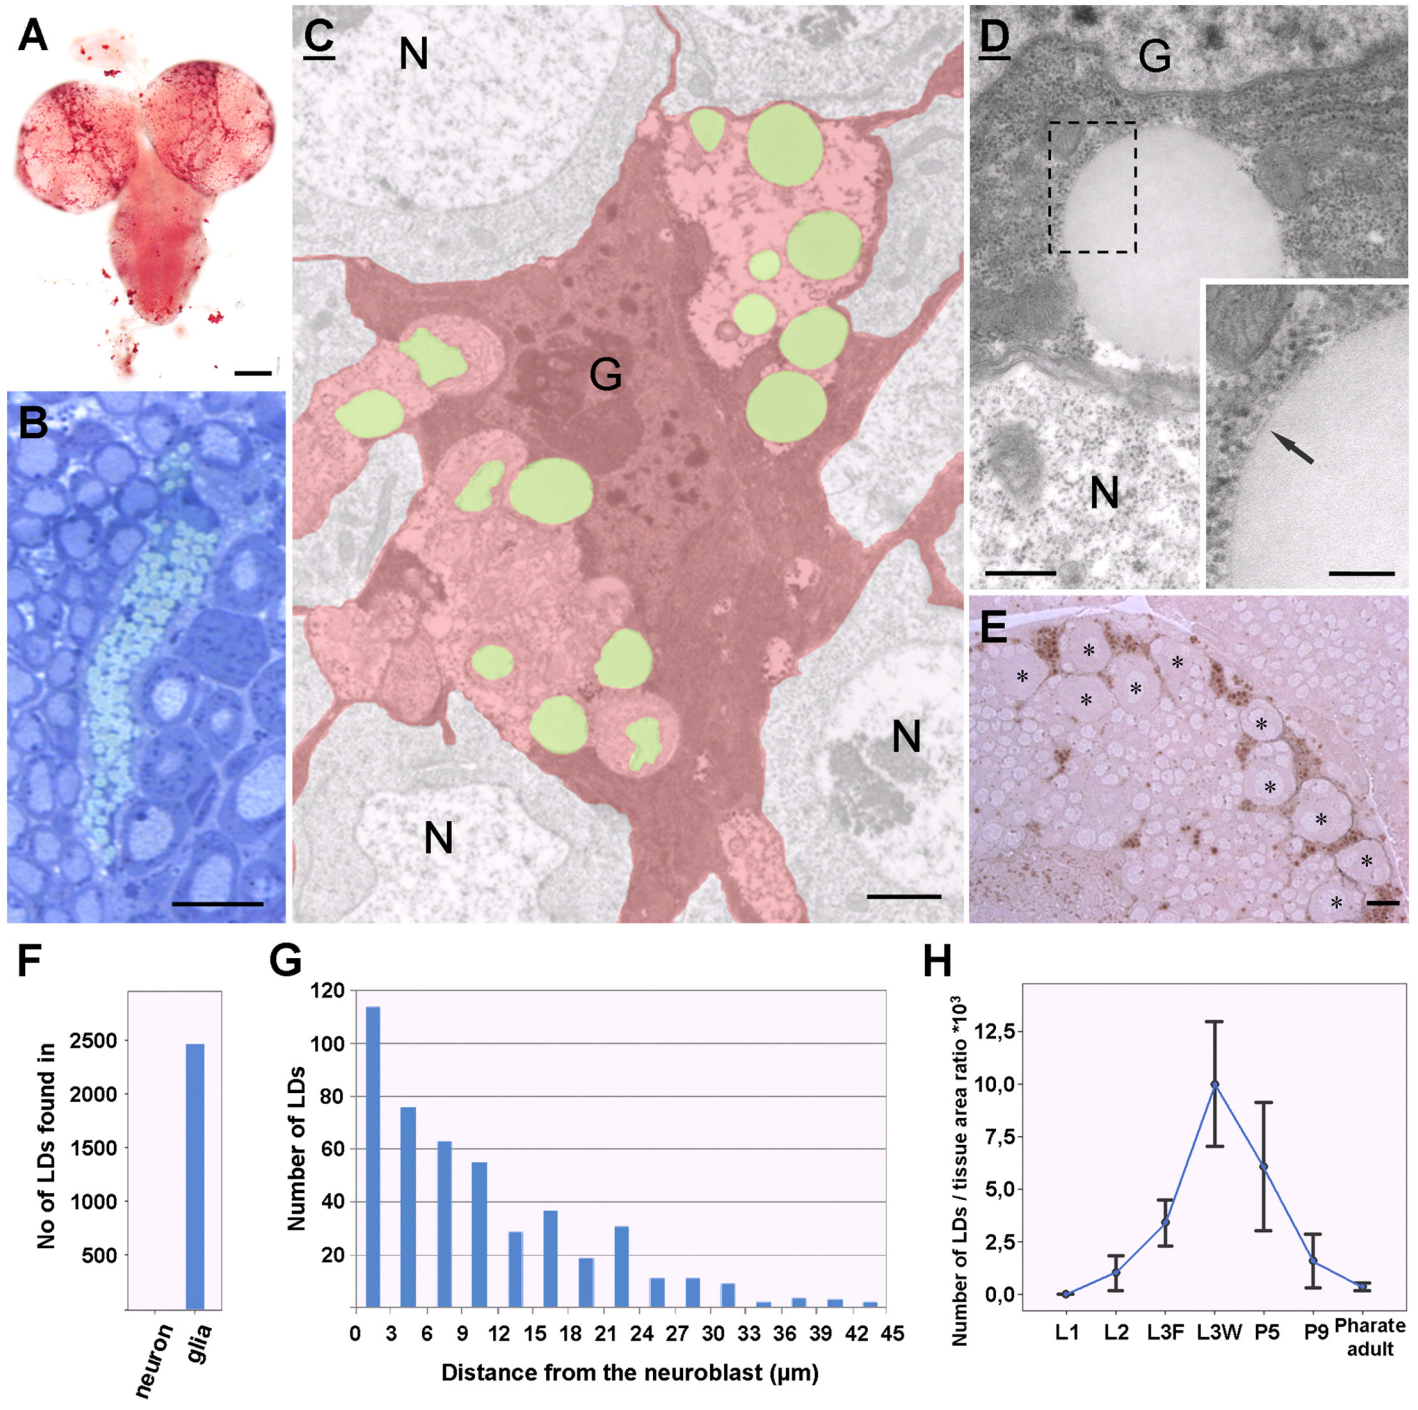 A
B
C
N
G
N
N
D
G
N
E
*
*
*
*
*
*
*
*
*
*
F
No of LDs found in
2500
2000
1500
1000
500
neuron
glia
G
Number of LDs
120
100
80
60
40
20
0 3 6 9 12 15 18 21 24 27 30 33 36 39 42 45
Distance from the neuroblast (µm)
H
Number of LDs / tissue area ratio *10³
12,5
10,0
7,5
5,0
2,5
0,0
L1 L2 L3F L3W P5 P9 Pharate
adult